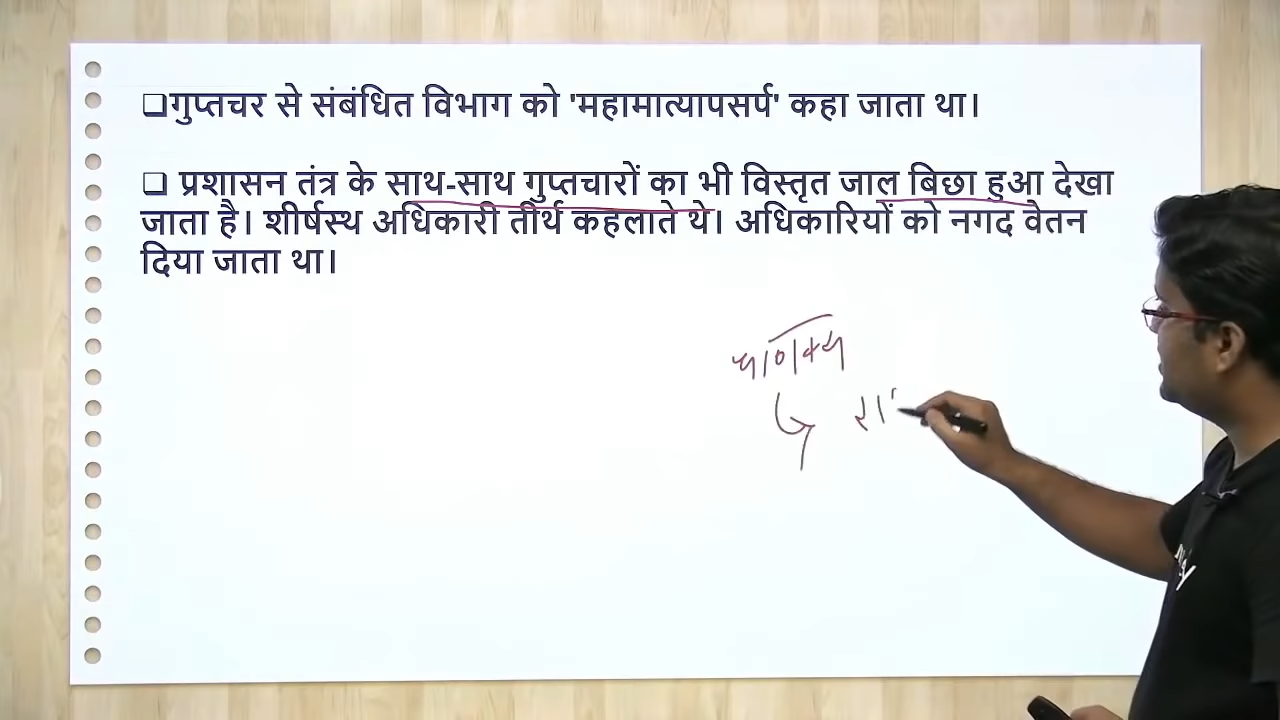 ❑गुप्तचर से संबंधित विभाग को 'महामात्यापसर्प' कहा जाता था।
❑ प्रशासन तंत्र के साथ-साथ गुप्तचारों का भी विस्तृत जाल बिछा हुआ देखा
जाता है। शीर्षस्थ अधिकारी तीर्थ कहलाते थे। अधिकारियों को नगद वेतन
दिया जाता था।
चाणक्य